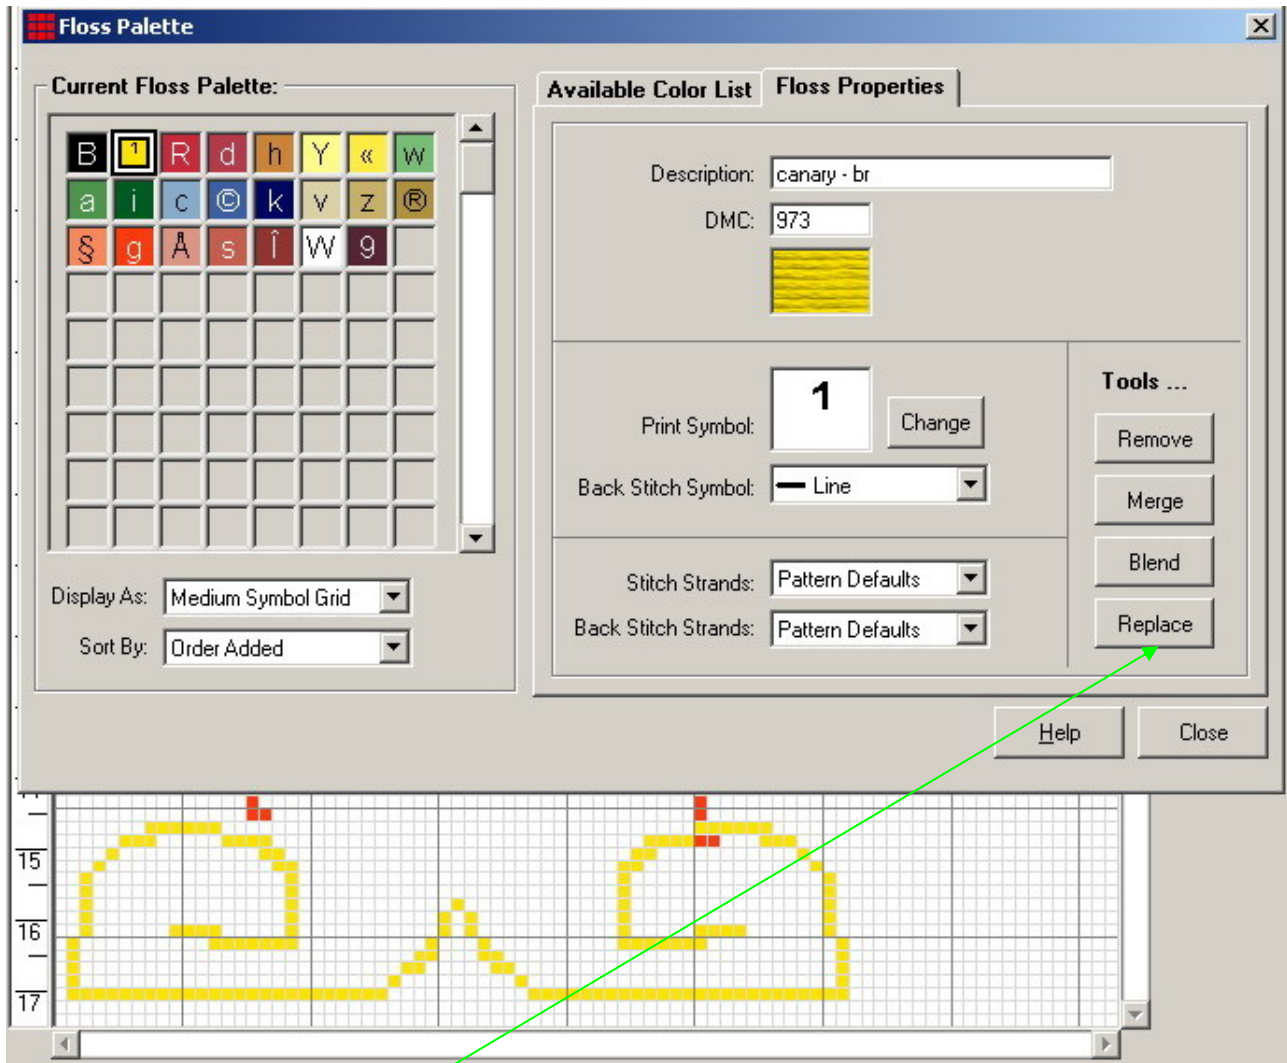 Floss Palette
Current Floss Palette:
B 1 R d h Y « w
a i c © k v z ®
§ g Å s Î W 9
Display As: Medium Symbol Grid
Sort By: Order Added
Available Color List Floss Properties
Description: canary - br
DMC: 973
Print Symbol: 1 Change
Back Stitch Symbol: Line
Stitch Strands: Pattern Defaults
Back Stitch Strands: Pattern Defaults
Tools ...
Remove
Merge
Blend
Replace
Help Close
15
16
17